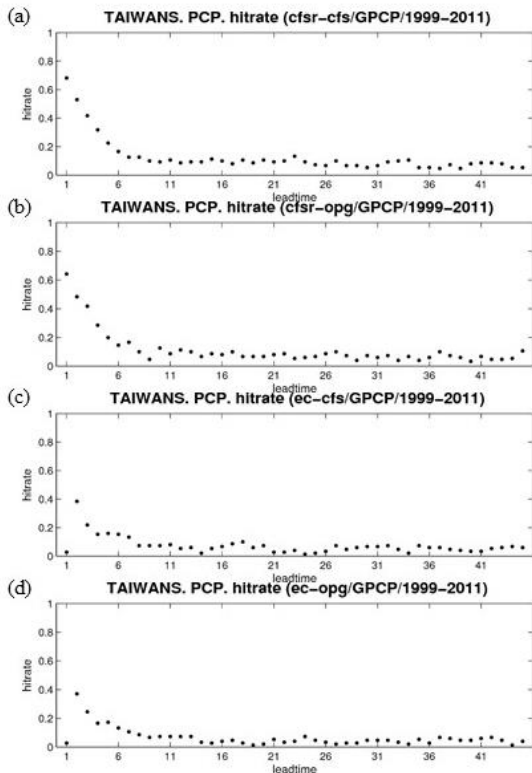 (a)
TAIWANS. PCP. hitrate (cfsr-cfs/GPCP/1999-2011)
1
0.8
0.6
0.4
0.2
0
hitrate
1 6 11 16 21 26 31 36 41
leadtime
(b)
TAIWANS. PCP. hitrate (cfsr-opg/GPCP/1999-2011)
1
0.8
0.6
0.4
0.2
0
hitrate
1 6 11 16 21 26 31 36 41
leadtime
(c)
TAIWANS. PCP. hitrate (ec-cfs/GPCP/1999-2011)
1
0.8
0.6
0.4
0.2
0
hitrate
1 6 11 16 21 26 31 36 41
leadtime
(d)
TAIWANS. PCP. hitrate (ec-opg/GPCP/1999-2011)
1
0.8
0.6
0.4
0.2
0
hitrate
1 6 11 16 21 26 31 36 41
leadtime